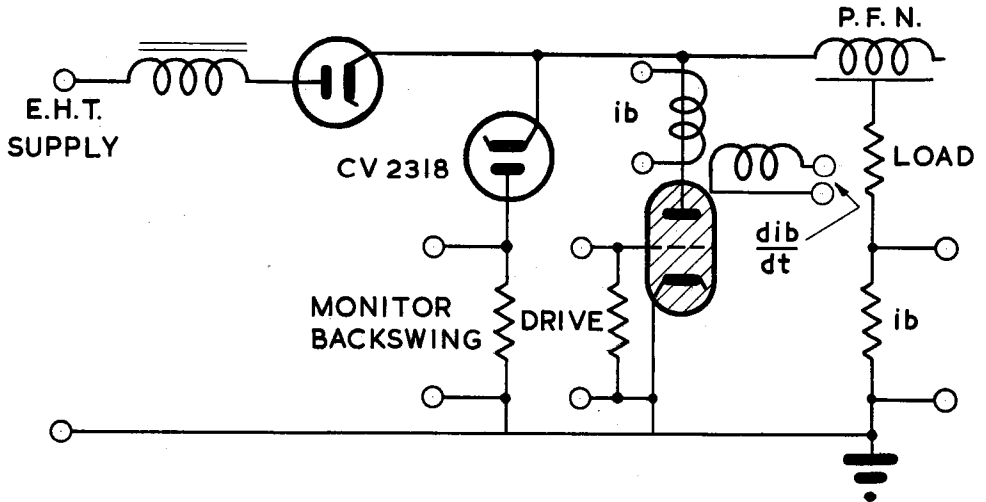 P.F.N.
E.H.T.
SUPPLY
ib
CV 2318
LOAD
dib
dt
MONITOR
BACKSWING
DRIVE
ib